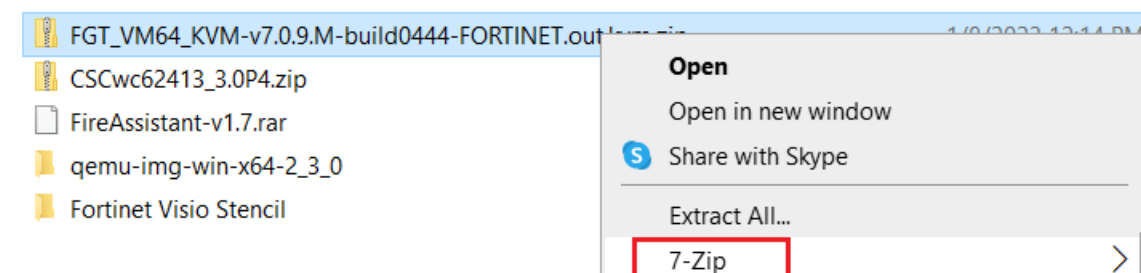 FGT_VM64_KVM-v7.0.9.M-build0444-FORTINET.out
CSCwc62413_3.0P4.zip
FireAssistant-v1.7.rar
qemu-img-win-x64-2_3_0
Fortinet Visio Stencil
Open
Open in new window
Share with Skype
Extract All...
7-Zip